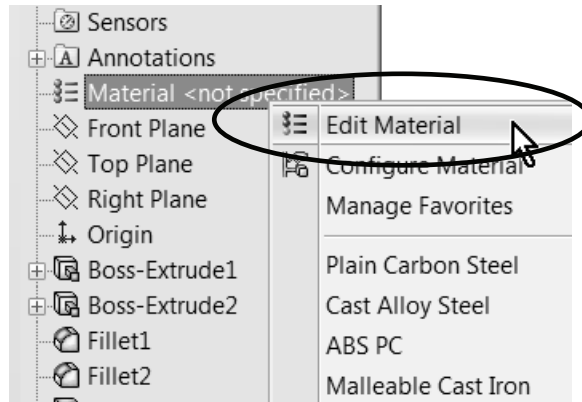 Sensors
A Annotations
Material <not specified>
Front Plane
Top Plane
Right Plane
Origin
Boss-Extrude1
Boss-Extrude2
Fillet1
Fillet2
Edit Material
Configure Material
Manage Favorites
Plain Carbon Steel
Cast Alloy Steel
ABS PC
Malleable Cast Iron